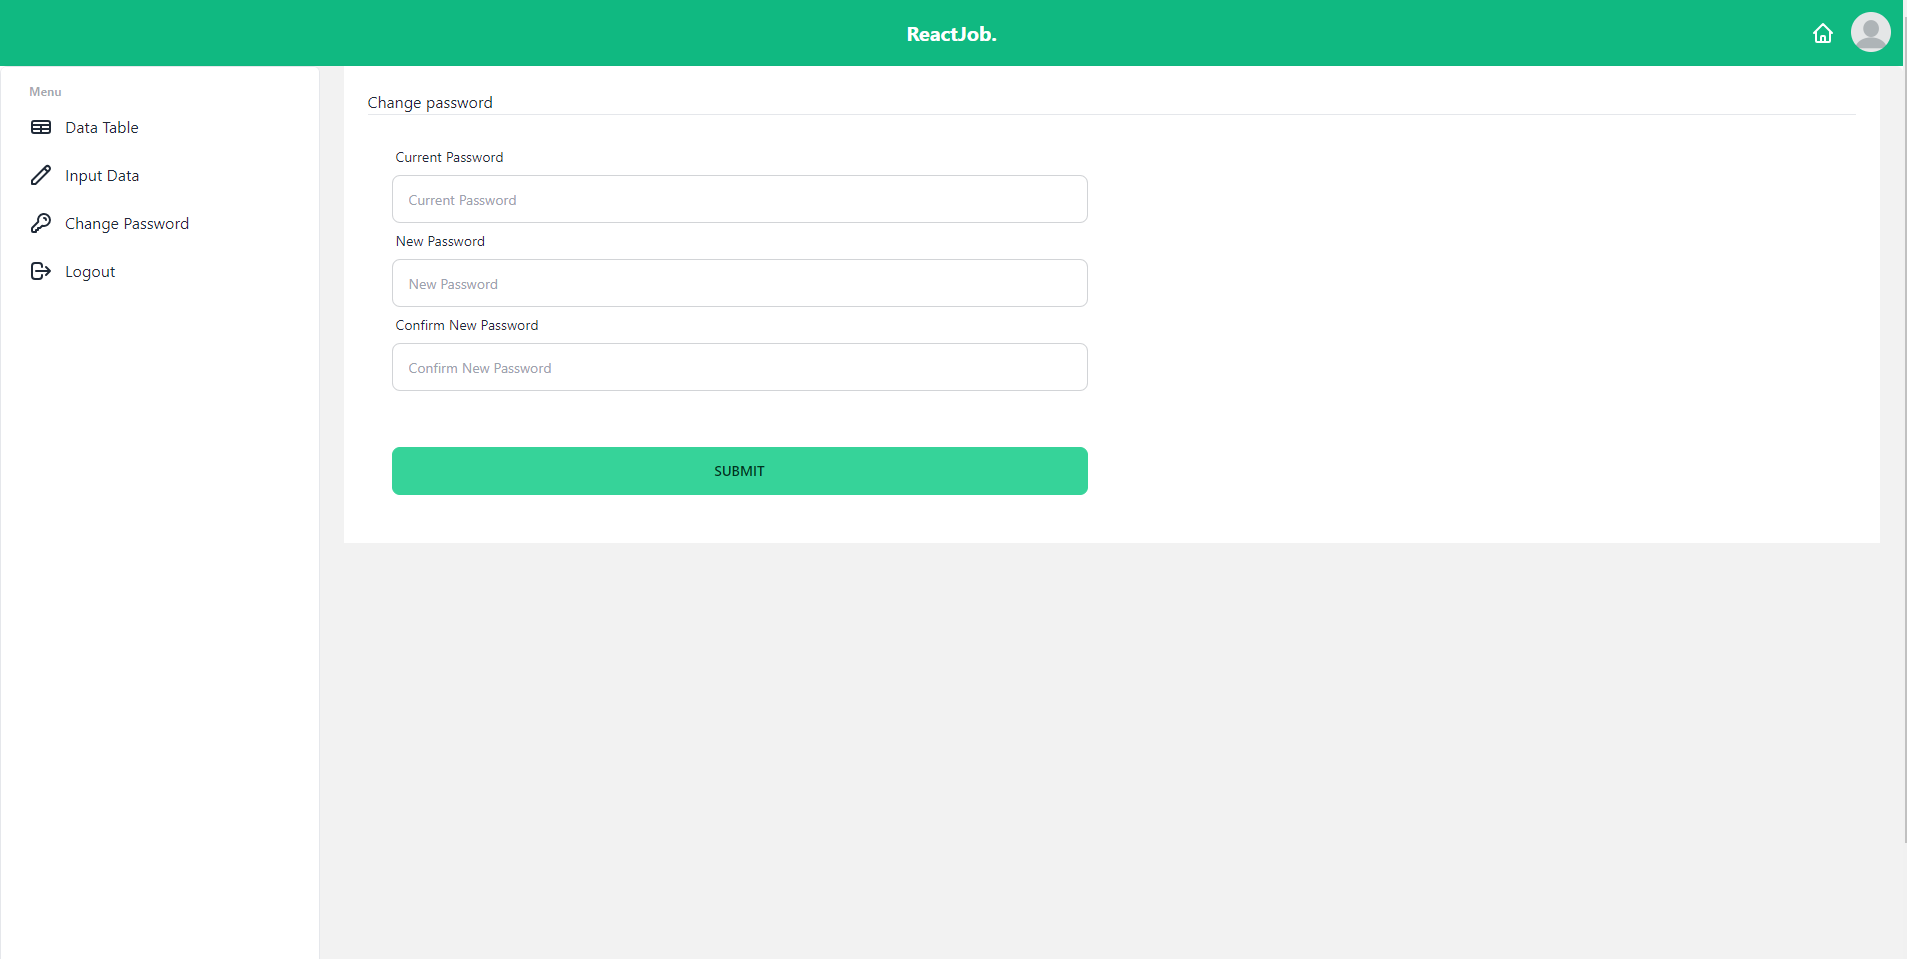 ReactJob.
Menu
Data Table
Input Data
Change Password
Logout
Change password
Current Password
Current Password
New Password
New Password
Confirm New Password
Confirm New Password
SUBMIT